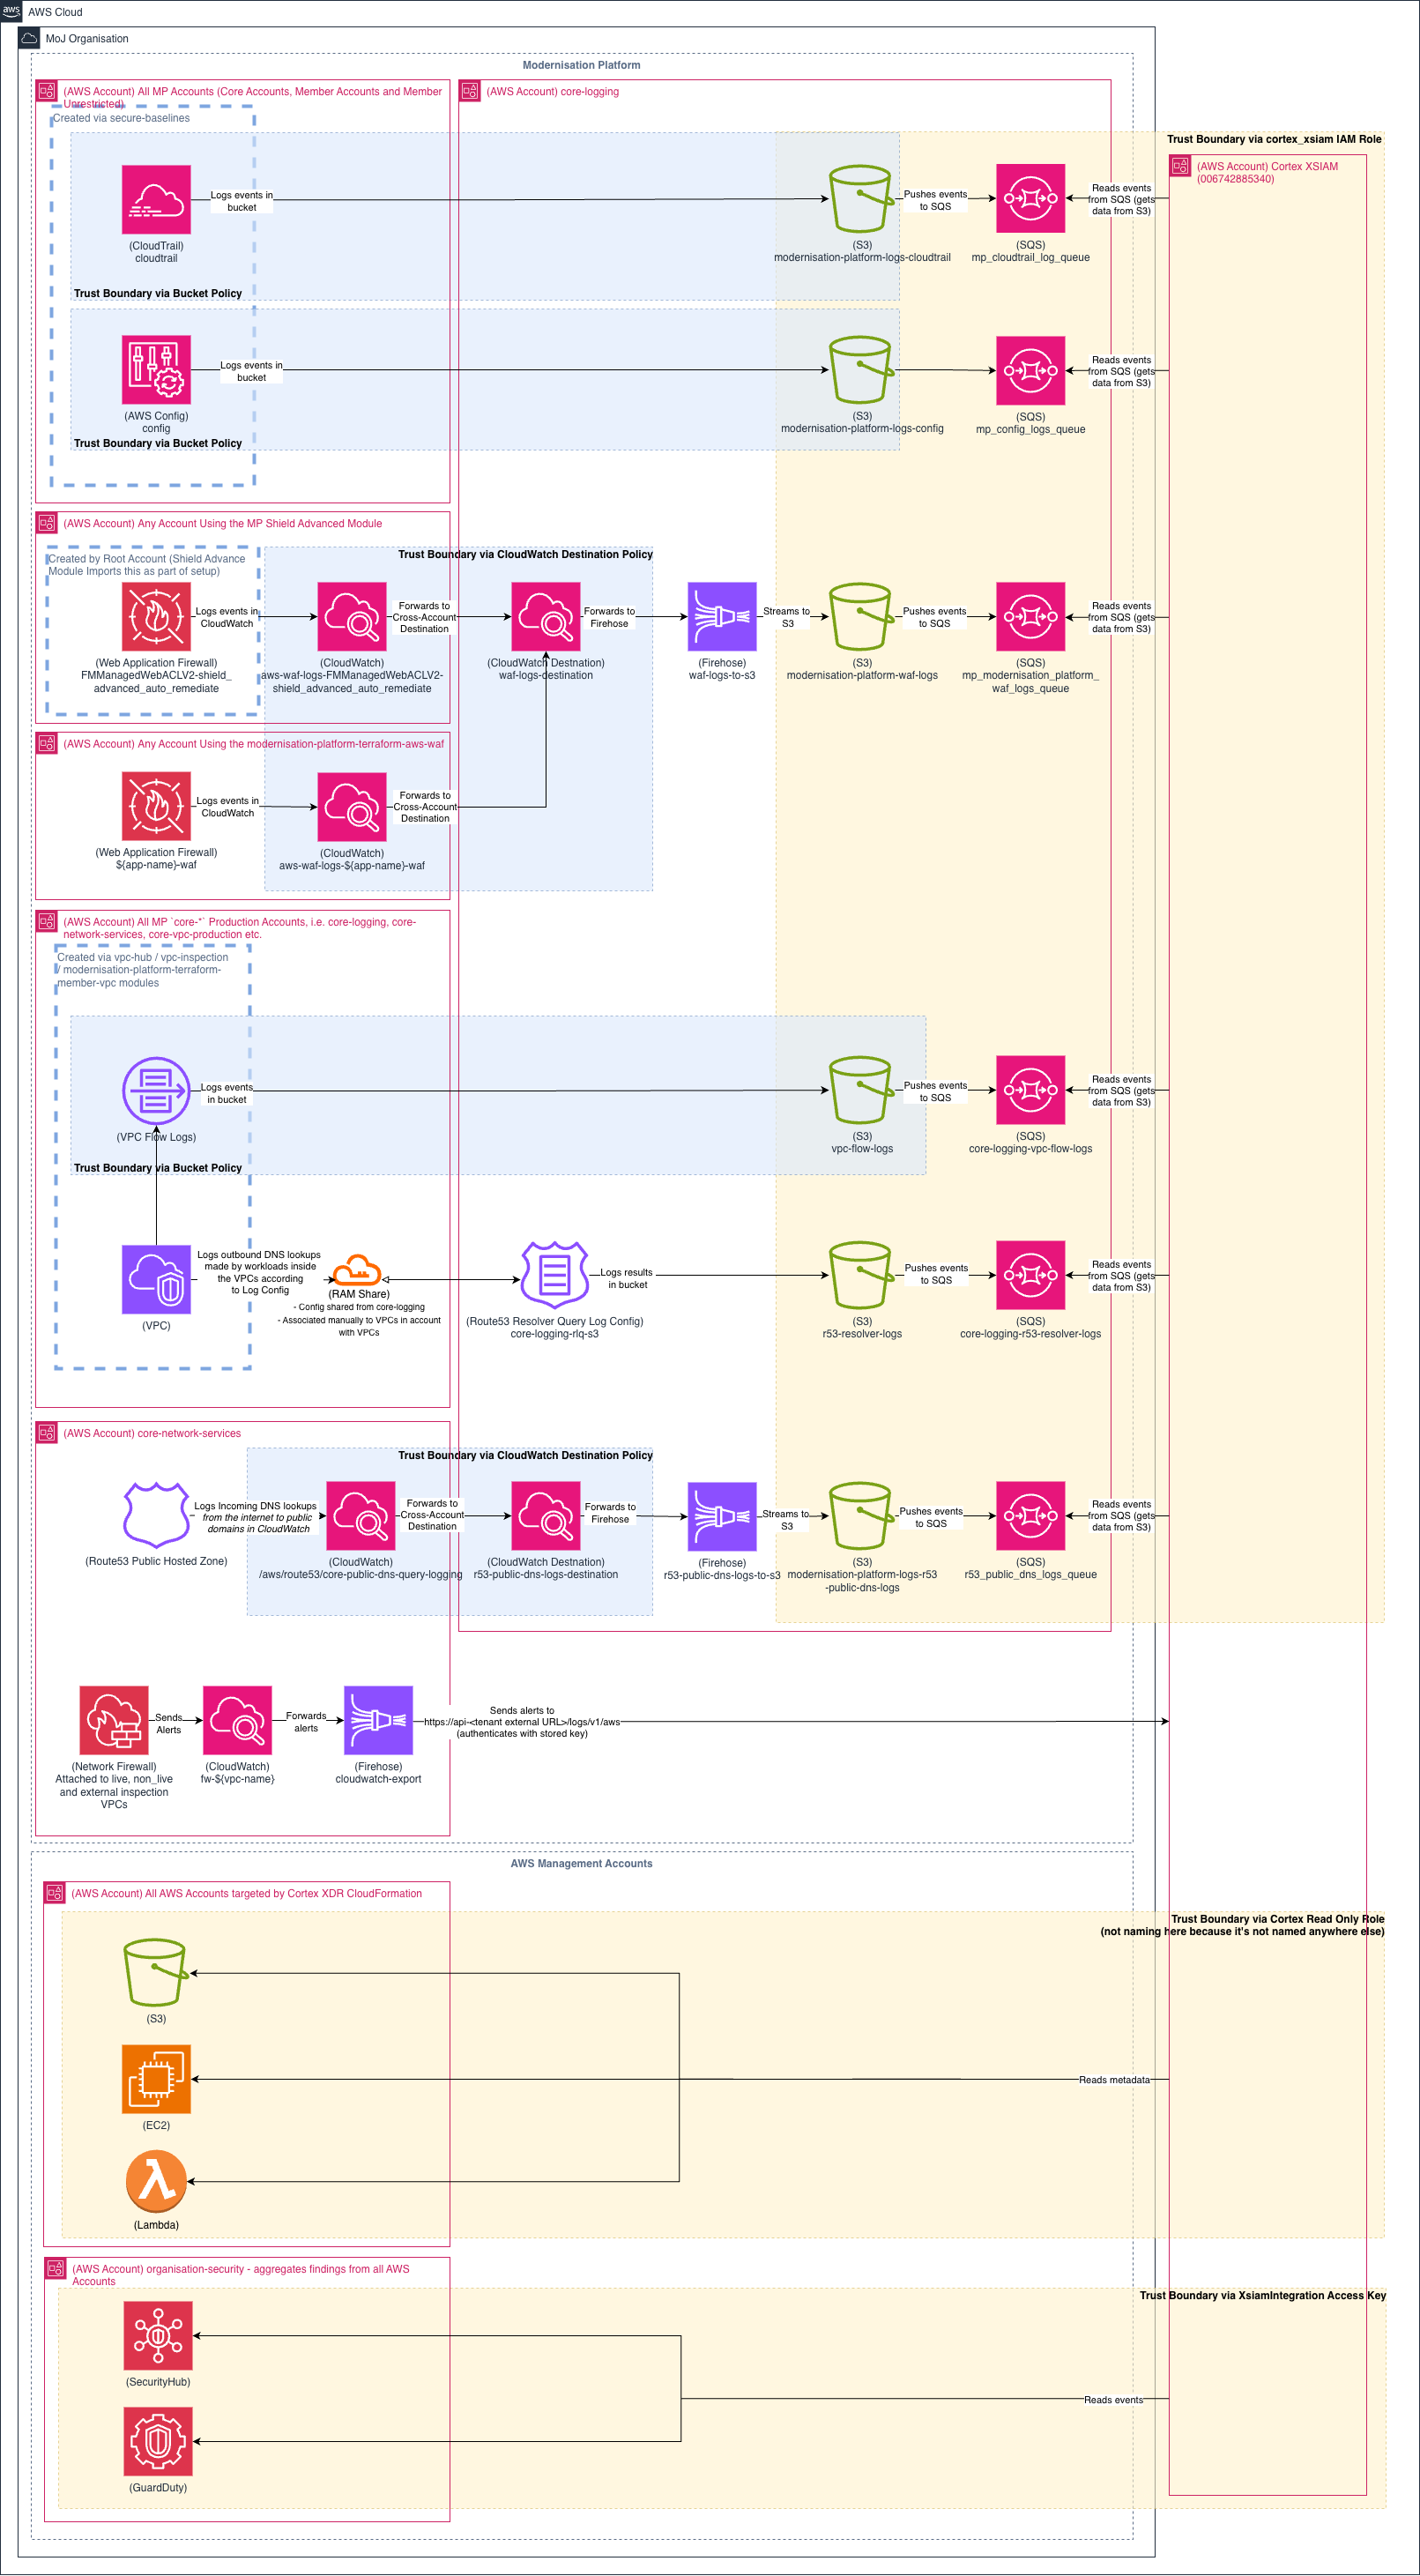 aws
AWS Cloud
MoJ Organisation
Modernisation Platform
(AWS Account) All MP Accounts (Core Accounts, Member Accounts and Member
Unrestricted)
Created via secure-baselines
(AWS Account) core-logging
Trust Boundary via cortex_xsiam IAM Role
(AWS Account) Cortex XSIAM
(006742885340)
Logs events in
bucket
Pushes events
to SQS
Reads events
from SQS (gets
data from S3)
(CloudTrail)
cloudtrail
(S3)
modernisation-platform-logs-cloudtrail
(SQS)
mp_cloudtrail_log_queue
Trust Boundary via Bucket Policy
Logs events in
bucket
Reads events
from SQS (gets
data from S3)
(AWS Config)
config
(S3)
modernisation-platform-logs-config
(SQS)
mp_config_logs_queue
Trust Boundary via Bucket Policy
(AWS Account) Any Account Using the MP Shield Advanced Module
Created by Root Account (Shield Advance
Module Imports this as part of setup)
Trust Boundary via CloudWatch Destination Policy
Logs events in
CloudWatch
Forwards to
Cross-Account
Destination
Forwards to
Firehose
Streams to
S3
Pushes events
to SQS
Reads events
from SQS (gets
data from S3)
(Web Application Firewall)
FMManagedWebACLV2-shield_
advanced_auto_remediate
(CloudWatch)
aws-waf-logs-FMManagedWebACLV2-
shield_advanced_auto_remediate
(CloudWatch Destnation)
waf-logs-destination
(Firehose)
waf-logs-to-s3
(S3)
modernisation-platform-waf-logs
(SQS)
mp_modernisation_platform_
waf_logs_queue
(AWS Account) Any Account Using the modernisation-platform-terraform-aws-waf
Logs events in
CloudWatch
Forwards to
Cross-Account
Destination
(Web Application Firewall)
${app-name}-waf
(CloudWatch)
aws-waf-logs-${app-name}-waf
(AWS Account) All MP `core-*` Production Accounts, i.e. core-logging, core-
network-services, core-vpc-production etc.
Created via vpc-hub / vpc-inspection
/ modernisation-platform-terraform-
member-vpc modules
Logs events
in bucket
Pushes events
to SQS
Reads events
from SQS (gets
data from S3)
(VPC Flow Logs)
(S3)
vpc-flow-logs
(SQS)
core-logging-vpc-flow-logs
Trust Boundary via Bucket Policy
Logs outbound DNS lookups
made by workloads inside
the VPCs according
to Log Config
(RAM Share)
- Config shared from core-logging
- Associated manually to VPCs in account
with VPCs
Logs results
in bucket
Pushes events
to SQS
Reads events
from SQS (gets
data from S3)
(VPC)
(Route53 Resolver Query Log Config)
core-logging-rlq-s3
(S3)
r53-resolver-logs
(SQS)
core-logging-r53-resolver-logs
(AWS Account) core-network-services
Trust Boundary via CloudWatch Destination Policy
Logs Incoming DNS lookups
from the internet to public
domains in CloudWatch
Forwards to
Cross-Account
Destination
Forwards to
Firehose
Streams to
S3
Pushes events
to SQS
Reads events
from SQS (gets
data from S3)
(Route53 Public Hosted Zone)
(CloudWatch)
/aws/route53/core-public-dns-query-logging
(CloudWatch Destnation)
r53-public-dns-logs-destination
(Firehose)
r53-public-dns-logs-to-s3
(S3)
modernisation-platform-logs-r53
-public-dns-logs
(SQS)
r53_public_dns_logs_queue
Sends
Alerts
Forwards
alerts
Sends alerts to
https://api-<tenant external URL>/logs/v1/aws
(authenticates with stored key)
(Network Firewall)
Attached to live, non_live
and external inspection
VPCs
(CloudWatch)
fw-${vpc-name}
(Firehose)
cloudwatch-export
AWS Management Accounts
(AWS Account) All AWS Accounts targeted by Cortex XDR CloudFormation
Trust Boundary via Cortex Read Only Role
(not naming here because it's not named anywhere else)
(S3)
Reads metadata
(EC2)
(Lambda)
(AWS Account) organisation-security - aggregates findings from all AWS
Accounts
Trust Boundary via XsiamIntegration Access Key
(SecurityHub)
Reads events
(GuardDuty)